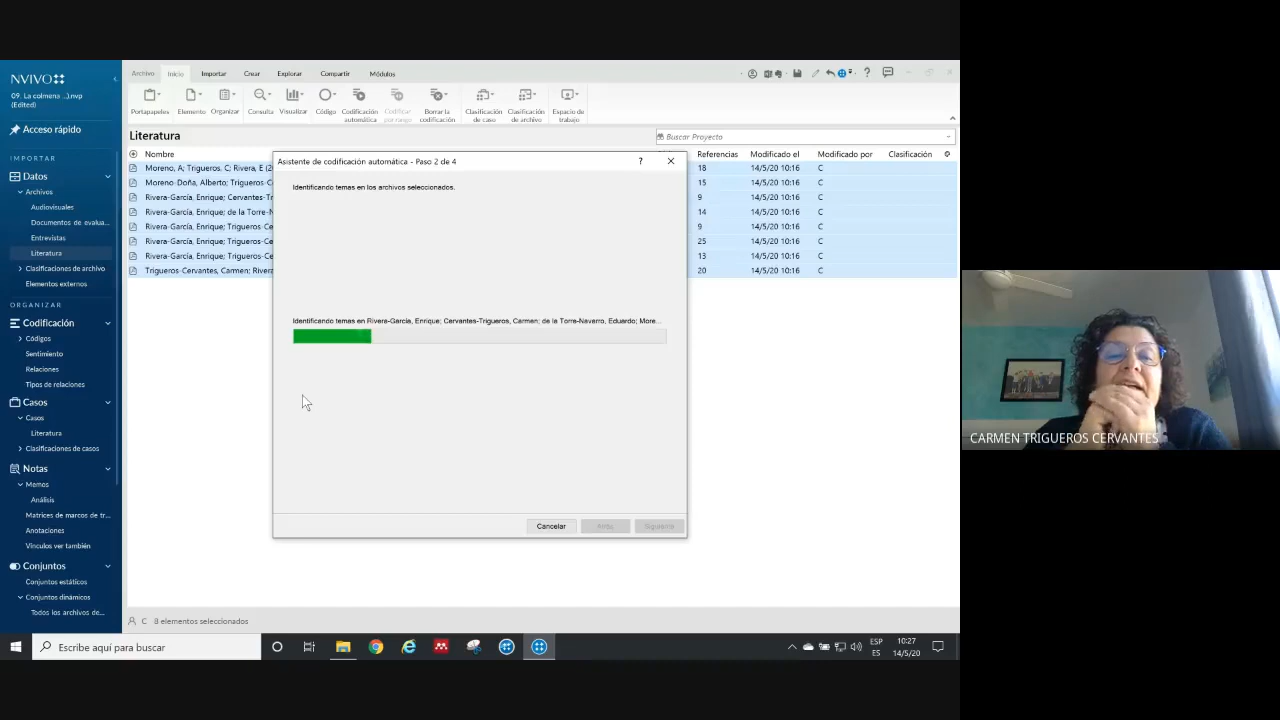 NVIVO
09. La colmena ...).nvp
(Edited)
Acceso rápido
IMPORTAR
Datos
Archivos
Audiovisuales
Documentos de evalua...
Entrevistas
Literatura
Clasificaciones de archivo
Elementos externos
ORGANIZAR
Codificación
Códigos
Sentimiento
Relaciones
Tipos de relaciones
Casos
Casos
Literatura
Clasificaciones de casos
Notas
Memos
Análisis
Matrices de marcos de tr...
Anotaciones
Vínculos ver también
Conjuntos
Conjuntos estáticos
Conjuntos dinámicos
Todos los archivos de...
Archivo Inicio Importar Crear Explorar Compartir Módulos
Portapapeles Elemento Organizar Consulta Visualizar Código Codificación automática Codificar por rango Borrar la codificación Clasificación de caso Clasificación de archivo Espacio de trabajo
Literatura
Buscar Proyecto
Nombre Referencias Modificado el Modificado por Clasificación
Moreno, A; Trigueros, C; Rivera, E (2 18 14/5/20 10:16 C
Moreno-Doña, Alberto; Trigueros-C 15 14/5/20 10:16 C
Rivera-García, Enrique; Cervantes-Tr 9 14/5/20 10:16 C
Rivera-García, Enrique; de la Torre-N 14 14/5/20 10:16 C
Rivera-García, Enrique; Trigueros-Ce 9 14/5/20 10:16 C
Rivera-García, Enrique; Trigueros-Ce 25 14/5/20 10:16 C
Rivera-García, Enrique; Trigueros-Ce 13 14/5/20 10:16 C
Trigueros-Cervantes, Carmen; Rivera 20 14/5/20 10:16 C
Asistente de codificación automática - Paso 2 de 4
Identificando temas en los archivos seleccionados.
Identificando temas en Rivera-García, Enrique; Cervantes-Trigueros, Carmen; de la Torre-Navarro, Eduardo; More...
Cancelar Atrás Siguiente
C 8 elementos seleccionados
CARMEN TRIGUEROS CERVANTES
Escribe aquí para buscar
ESP
ES
10:27
14/5/20